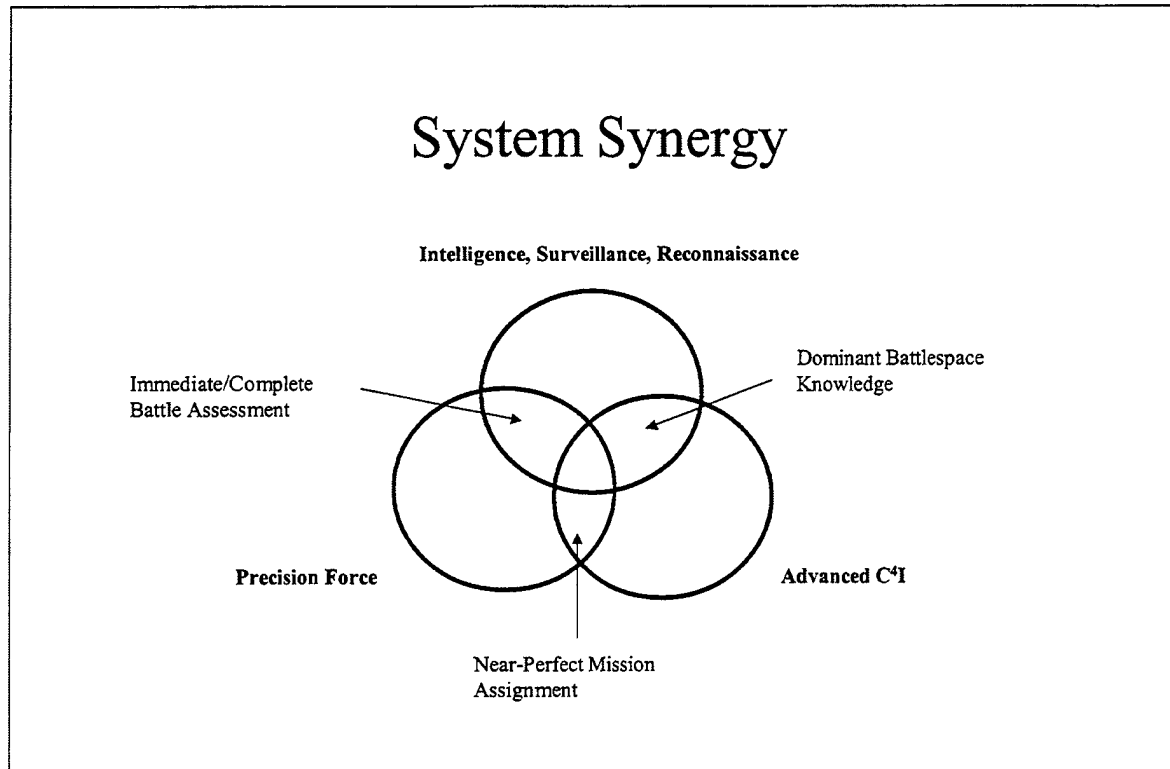 System Synergy
Intelligence, Surveillance, Reconnaissance
Immediate/Complete
Battle Assessment
Dominant Battlespace
Knowledge
Precision Force
Advanced C⁴I
Near-Perfect Mission
Assignment